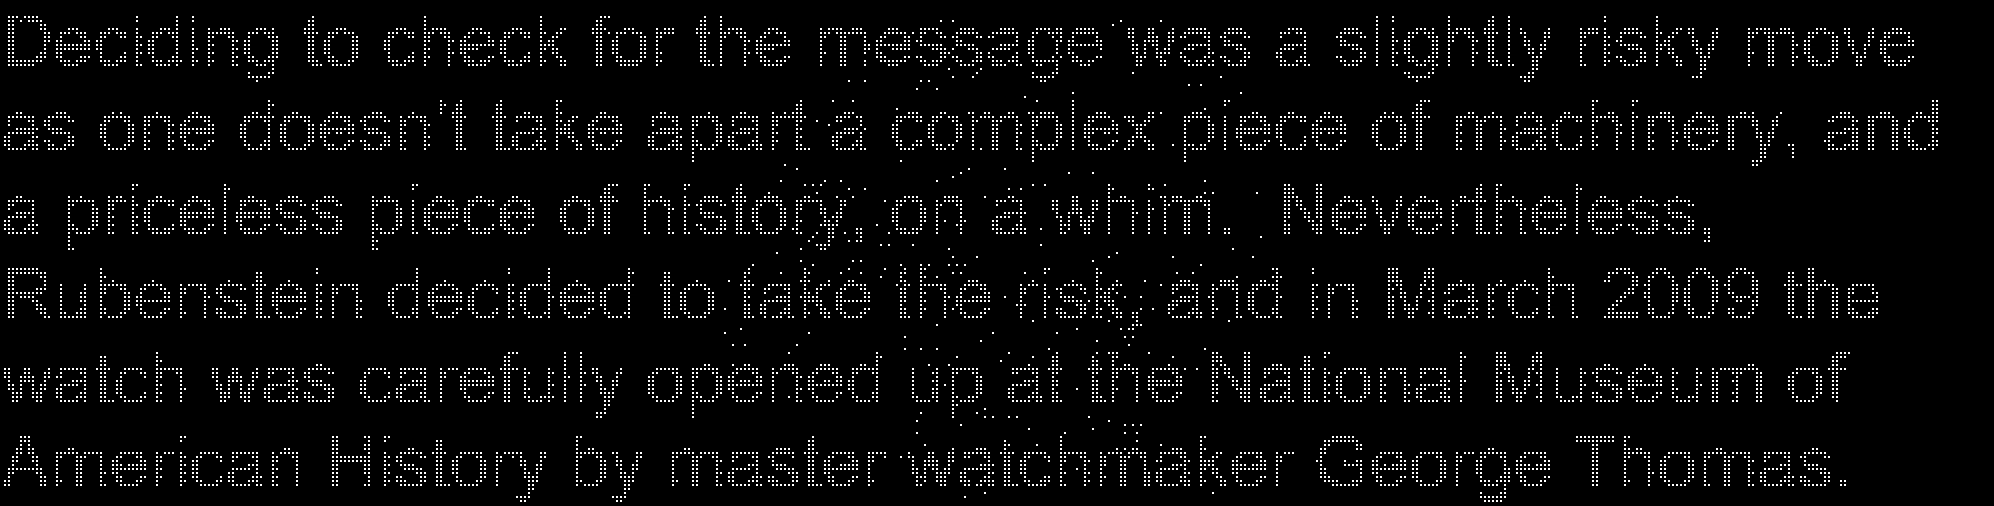 Deciding to check for the message was a slightly risky move
as one doesn't take apart a complex piece of machinery, and
a priceless piece of history, on a whim.  Nevertheless,
Rubenstein decided to take the risk, and in March 2009 the
watch was carefully opened up at the National Museum of
American History by master watchmaker George Thomas.